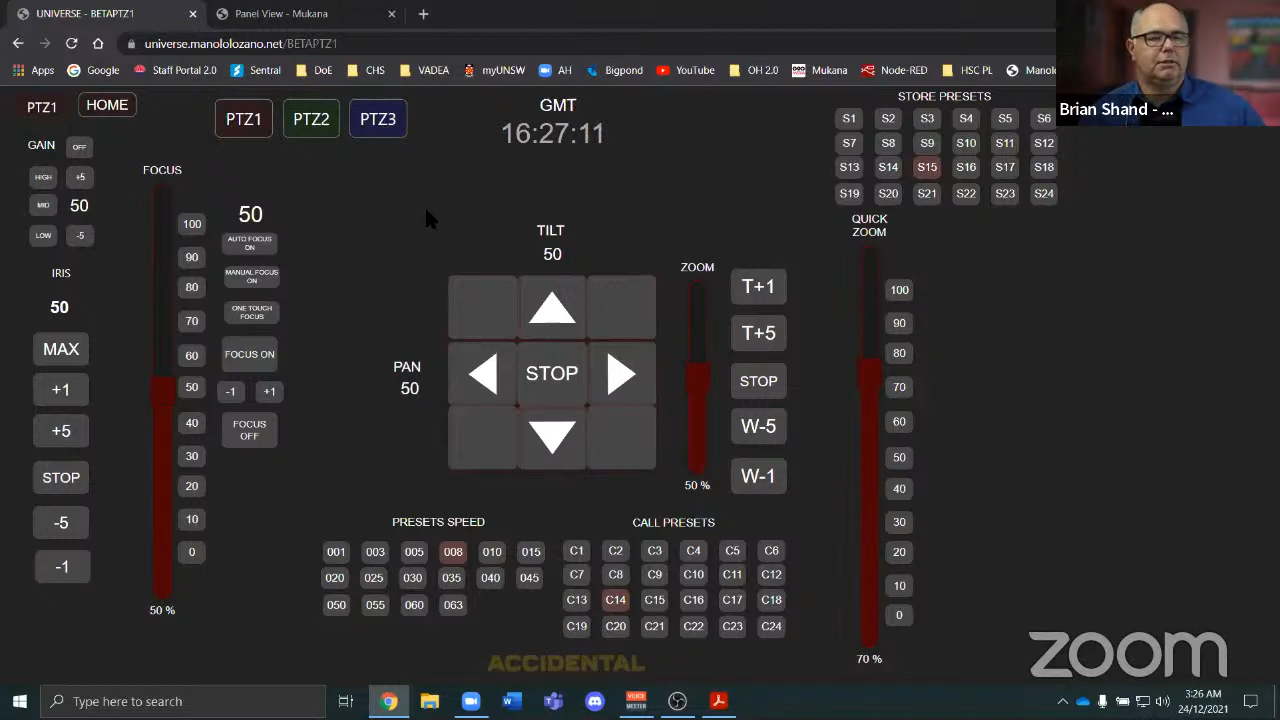 UNIVERSE - BETAPTZ1
Panel View - Mukana
universe.manololozano.net/BETAPTZ1
Apps
Google
Staff Portal 2.0
Sentral
DoE
CHS
VADEA
myUNSW
AH
Bigpond
YouTube
OH 2.0
Mukana
Node-RED
HSC PL
Manolo
Brian Shand - ...
PTZ1
HOME
PTZ1
PTZ2
PTZ3
GMT
16:27:11
STORE PRESETS
S1 S2 S3 S4 S5 S6
S7 S8 S9 S10 S11 S12
S13 S14 S15 S16 S17 S18
S19 S20 S21 S22 S23 S24
GAIN
OFF
HIGH
+5
MID
50
LOW
-5
IRIS
50
MAX
+1
+5
STOP
-5
-1
FOCUS
100
90
80
70
60
50
40
30
20
10
0
50 %
50
AUTO FOCUS
ON
MANUAL FOCUS
ON
ONE TOUCH
FOCUS
FOCUS ON
-1
+1
FOCUS
OFF
TILT
50
PAN
50
STOP
ZOOM
50 %
T+1
T+5
STOP
W-5
W-1
QUICK
ZOOM
100
90
80
70
60
50
40
30
20
10
0
70 %
PRESETS SPEED
001 003 005 008 010 015
020 025 030 035 040 045
050 055 060 063
CALL PRESETS
C1 C2 C3 C4 C5 C6
C7 C8 C9 C10 C11 C12
C13 C14 C15 C16 C17 C18
C19 C20 C21 C22 C23 C24
ACCIDENTAL
zoom
Type here to search
VOICE
MEETER
3:26 AM
24/12/2021